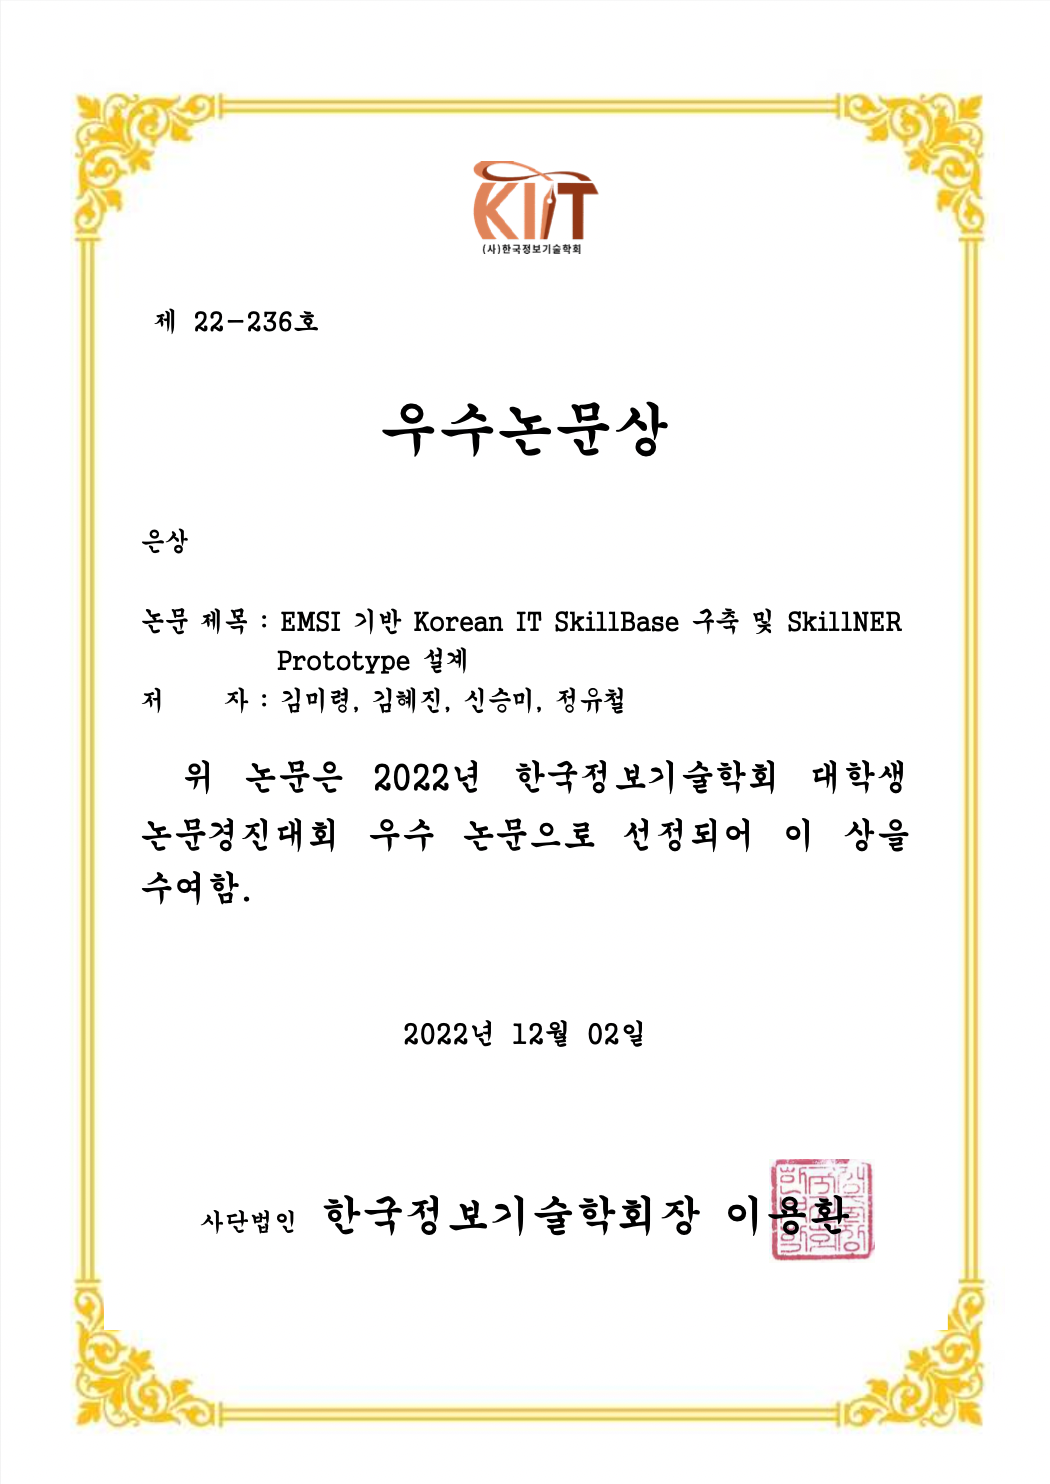 KIIT
(사)한국정보기술학회
제 22-236호
우수논문상
은상
논문 제목 : EMSI 기반 Korean IT SkillBase 구축 및 SkillNER
Prototype 설계
저 자 : 김미령, 김혜진, 신승미, 정유철
위 논문은 2022년 한국정보기술학회 대학생
논문경진대회 우수 논문으로 선정되어 이 상을
수여함.
2022년 12월 02일
사단법인 한국정보기술학회장 이용환